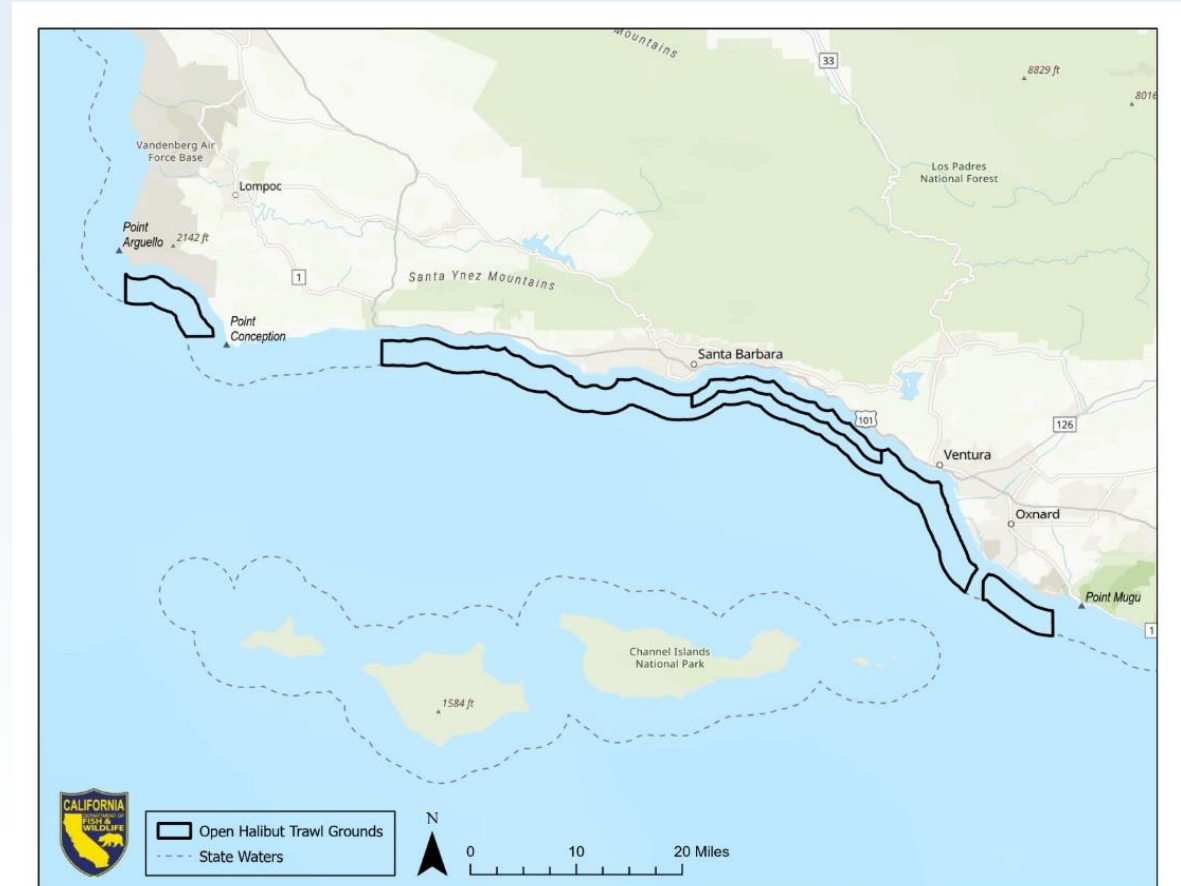 Mountains
33
8829 ft
8016
Vandenberg Air
Force Base
Los Padres
National Forest
Lompoc
Point
Arguello
2142 ft
1
Santa Ynez Mountains
Point
Conception
Santa Barbara
101
126
Ventura
Oxnard
Point Mugu
1
Channel Islands
National Park
1584 ft
CALIFORNIA
DEPARTMENT OF
FISH &
WILDLIFE
Open Halibut Trawl Grounds
State Waters
N
0 10 20 Miles